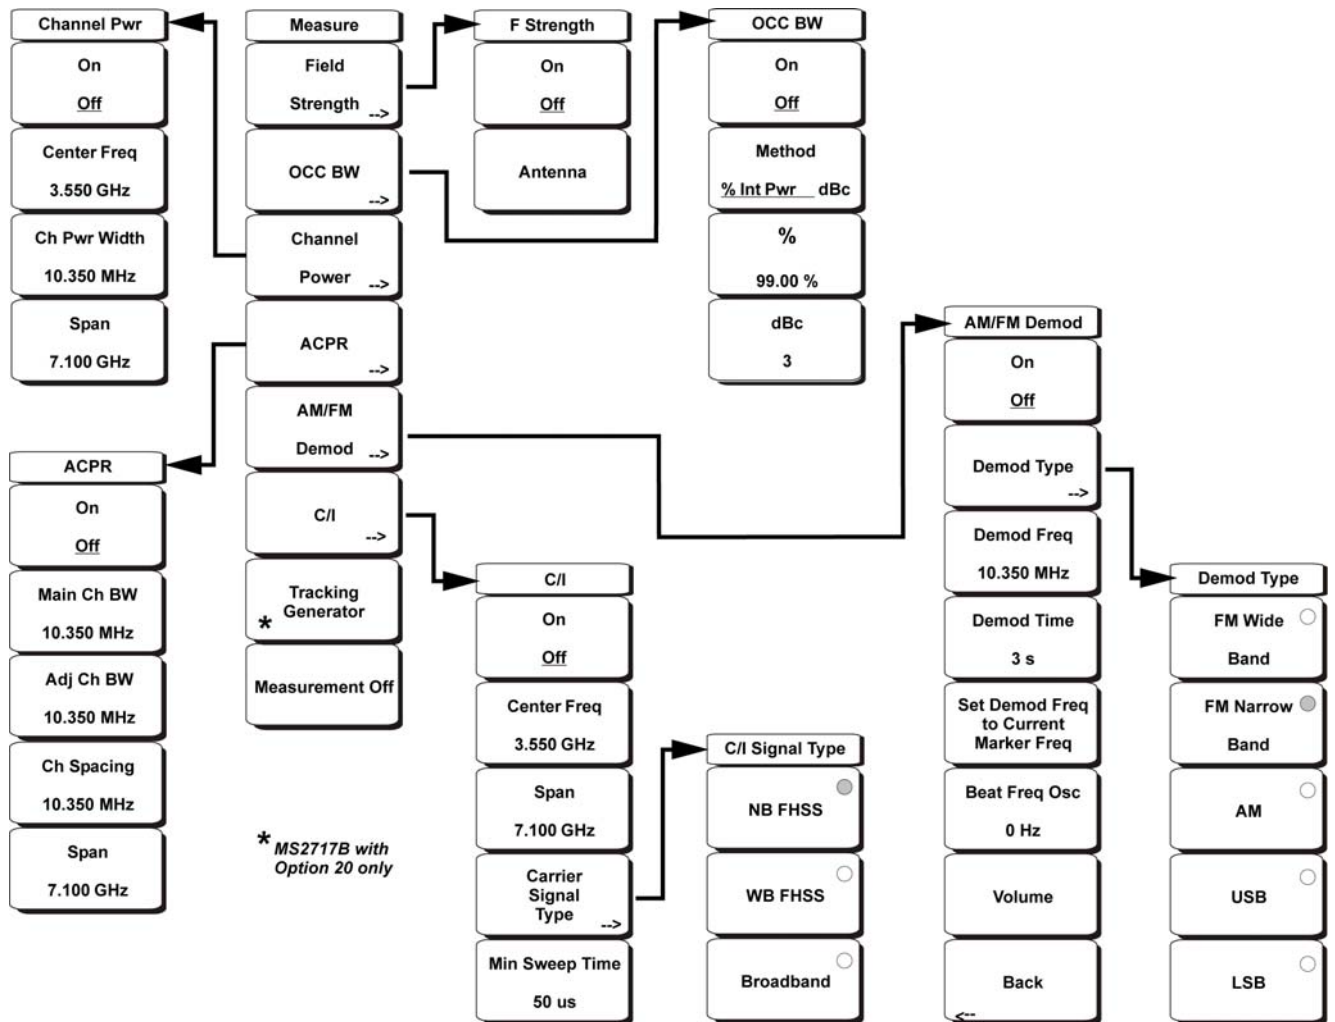 Channel Pwr
On
Off
Center Freq
3.550 GHz
Ch Pwr Width
10.350 MHz
Span
7.100 GHz
ACPR
On
Off
Main Ch BW
10.350 MHz
Adj Ch BW
10.350 MHz
Ch Spacing
10.350 MHz
Span
7.100 GHz
Measure
Field
Strength -->
OCC BW
-->
Channel
Power -->
ACPR
-->
AM/FM
Demod -->
C/I
-->
Tracking
Generator
*
Measurement Off
* MS2717B with
Option 20 only
F Strength
On
Off
Antenna
C/I
On
Off
Center Freq
3.550 GHz
Span
7.100 GHz
Carrier
Signal
Type -->
Min Sweep Time
50 us
OCC BW
On
Off
Method
% Int Pwr dBc
%
99.00 %
dBc
3
C/I Signal Type
NB FHSS
WB FHSS
Broadband
AM/FM Demod
On
Off
Demod Type
-->
Demod Freq
10.350 MHz
Demod Time
3 s
Set Demod Freq
to Current
Marker Freq
Beat Freq Osc
0 Hz
Volume
Back
<--
Demod Type
FM Wide
Band
FM Narrow
Band
AM
USB
LSB